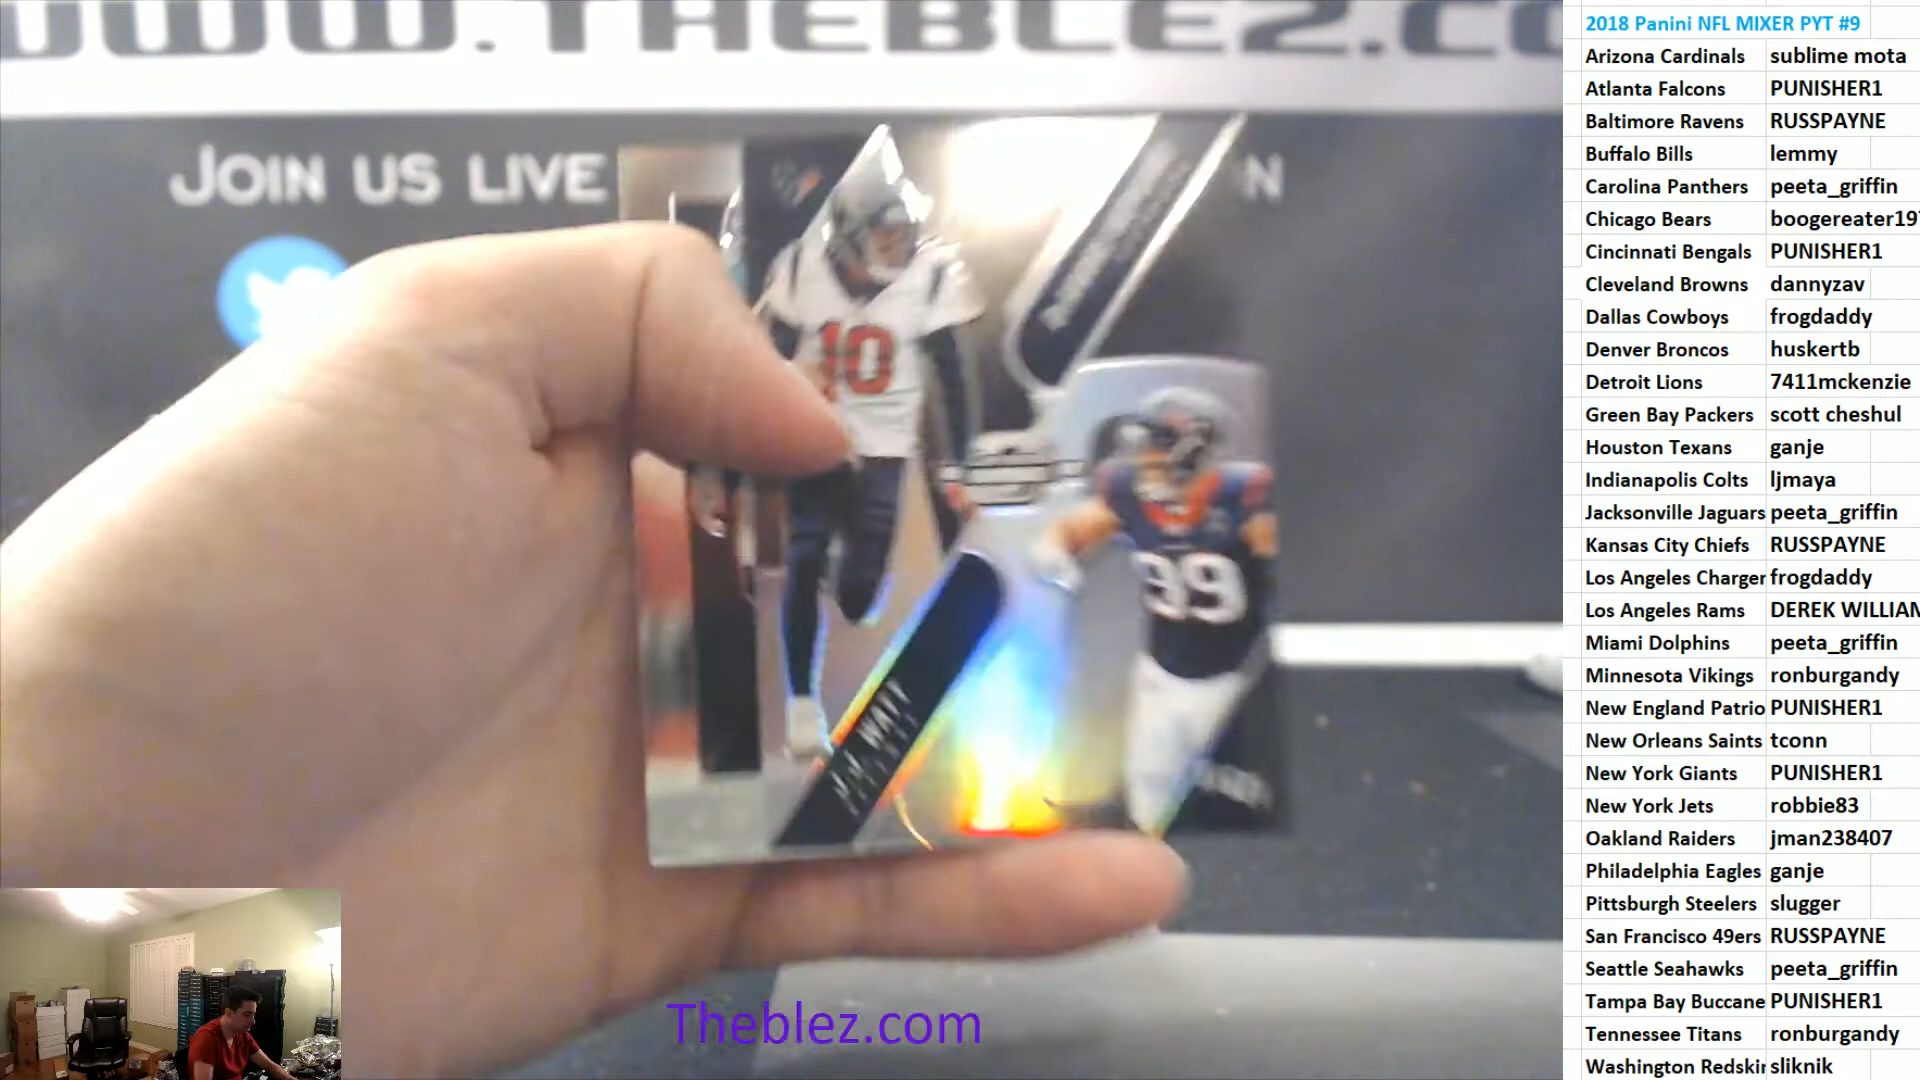 WWW.THEBLEZ.CO
2018 Panini NFL MIXER PYT #9
Arizona Cardinals sublime mota
Atlanta Falcons PUNISHER1
Baltimore Ravens RUSSPAYNE
JOIN US LIVE N
Buffalo Bills lemmy
Carolina Panthers peeta_griffin
Chicago Bears boogereater197
Cincinnati Bengals PUNISHER1
Cleveland Browns dannyzav
Dallas Cowboys frogdaddy
10
Denver Broncos huskertb
Detroit Lions 7411mckenzie
Green Bay Packers scott cheshul
Houston Texans ganje
Indianapolis Colts ljmaya
Jacksonville Jaguars peeta_griffin
Kansas City Chiefs RUSSPAYNE
99
Los Angeles Charger frogdaddy
Los Angeles Rams DEREK WILLIAM
Miami Dolphins peeta_griffin
Minnesota Vikings ronburgandy
New England Patrio PUNISHER1
J.J. WATT
New Orleans Saints tconn
New York Giants PUNISHER1
New York Jets robbie83
Oakland Raiders jman238407
Philadelphia Eagles ganje
Pittsburgh Steelers slugger
San Francisco 49ers RUSSPAYNE
Seattle Seahawks peeta_griffin
Tampa Bay Buccane PUNISHER1
Theblez.com
Tennessee Titans ronburgandy
Washington Redskin sliknik